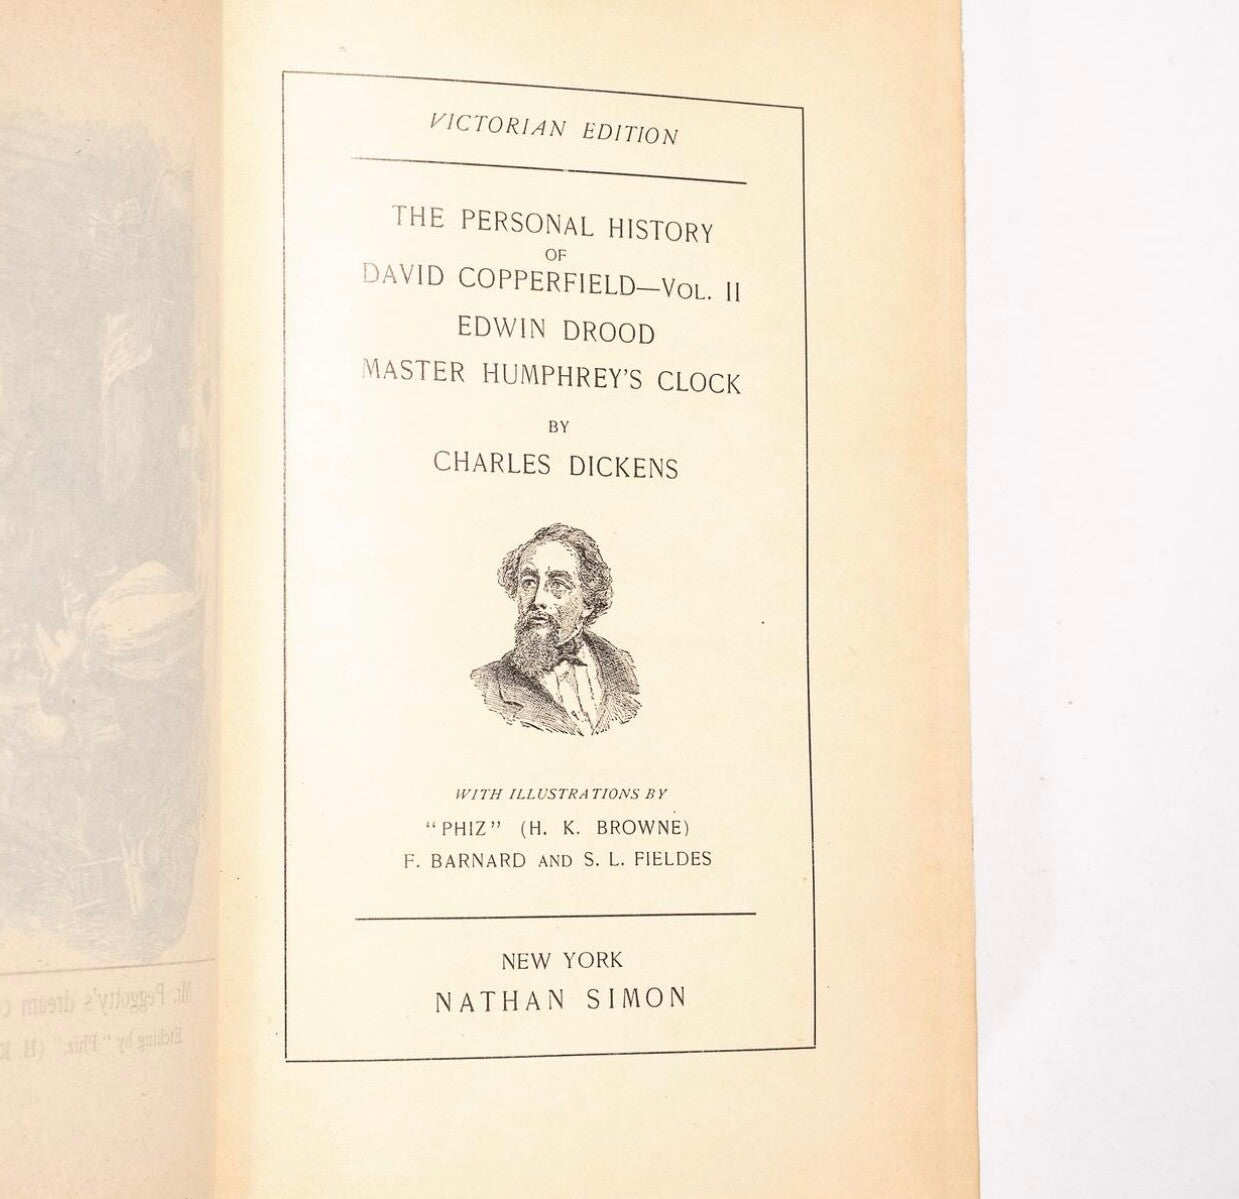 VICTORIAN EDITION
THE PERSONAL HISTORY
OF
DAVID COPPERFIELD—VOL. II
EDWIN DROOD
MASTER HUMPHREY'S CLOCK
BY
CHARLES DICKENS
WITH ILLUSTRATIONS BY
"PHIZ" (H. K. BROWNE)
F. BARNARD AND S. L. FIELDES
NEW YORK
NATHAN SIMON
Mr. Peggotty's dream
Etching by "Phiz." (H. K